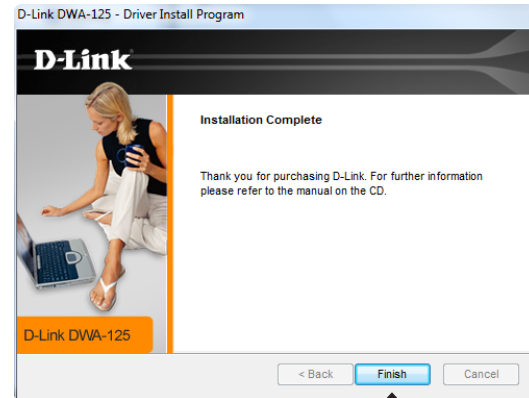 D-Link DWA-125 - Driver Install Program
D-Link
Installation Complete
Thank you for purchasing D-Link. For further information
please refer to the manual on the CD.
D-Link DWA-125
< Back
Finish
Cancel